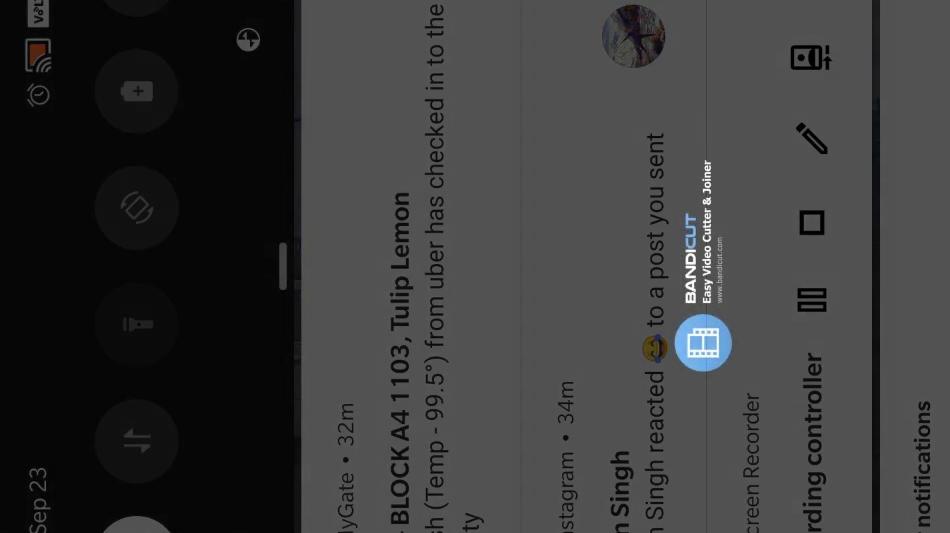 VoLT
Sep 23
yGate • 32m
BLOCK A4 1103, Tulip Lemon
h (Temp - 99.5°) from uber has checked in to the
ty
stagram • 34m
n Singh
n Singh reacted 😂 to a post you sent
BANDICUT
Easy Video Cutter & Joiner
www.bandicut.com
creen Recorder
rding controller
notifications